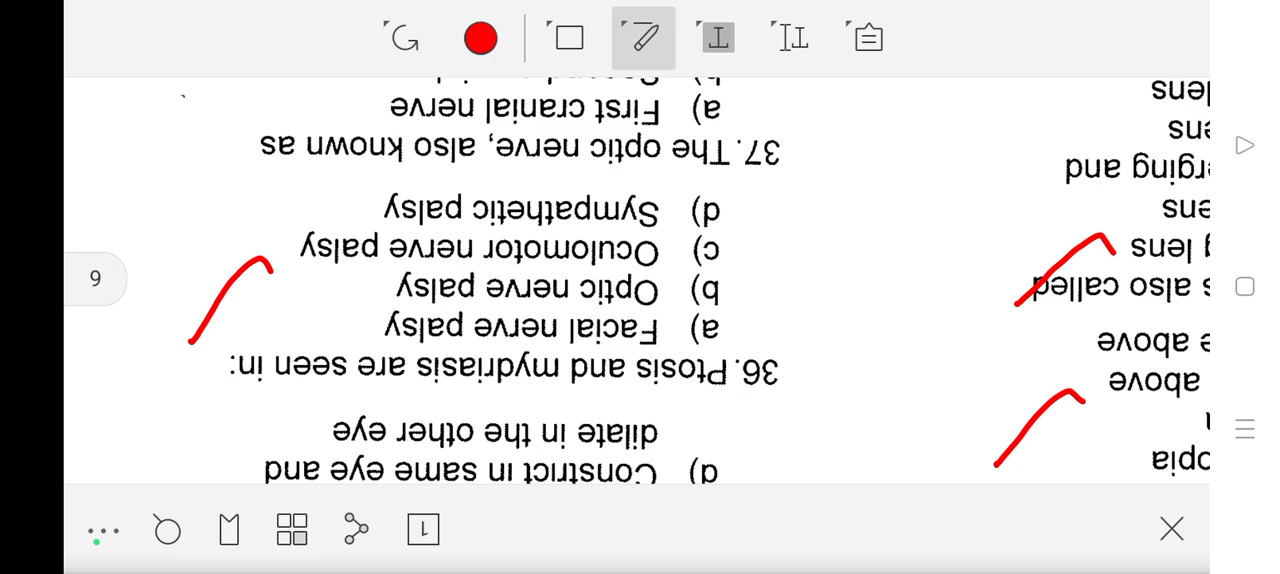 above
s also called
lens
ens
erging and
ens
lens
d) Constrict in same eye and
dilate in the other eye
36. Ptosis and mydriasis are seen in:
a) Facial nerve palsy
b) Optic nerve palsy
c) Oculomotor nerve palsy
d) Sympathetic palsy
37. The optic nerve, also known as
a) First cranial nerve
6